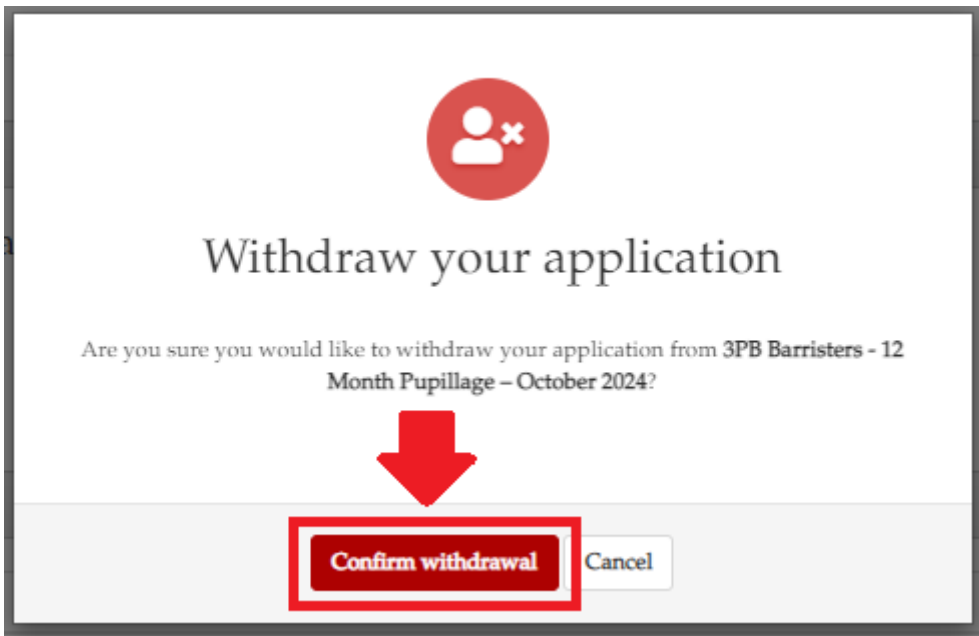 Withdraw your application
Are you sure you would like to withdraw your application from 3PB Barristers - 12
Month Pupillage – October 2024?
Confirm withdrawal Cancel